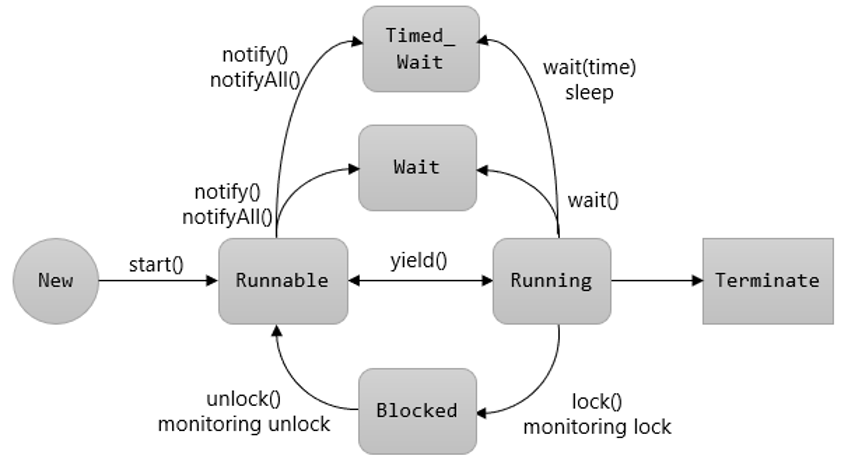 Timed_
Wait
notify()
notifyAll()
wait(time)
sleep
Wait
notify()
notifyAll()
wait()
New
start()
Runnable
yield()
Running
Terminate
unlock()
monitoring unlock
Blocked
lock()
monitoring lock